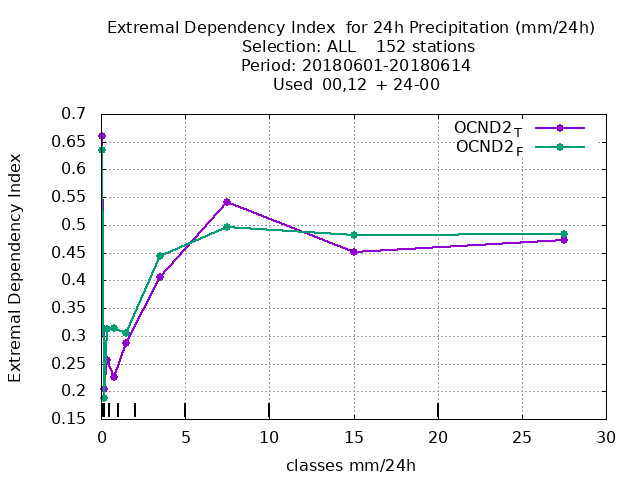 Extremal Dependency Index for 24h Precipitation (mm/24h)
Selection: ALL 152 stations
Period: 20180601-20180614
Used 00,12 + 24-00
OCND2T
OCND2F
Extremal Dependency Index
0.7
0.65
0.6
0.55
0.5
0.45
0.4
0.35
0.3
0.25
0.2
0.15
0 5 10 15 20 25 30
classes mm/24h